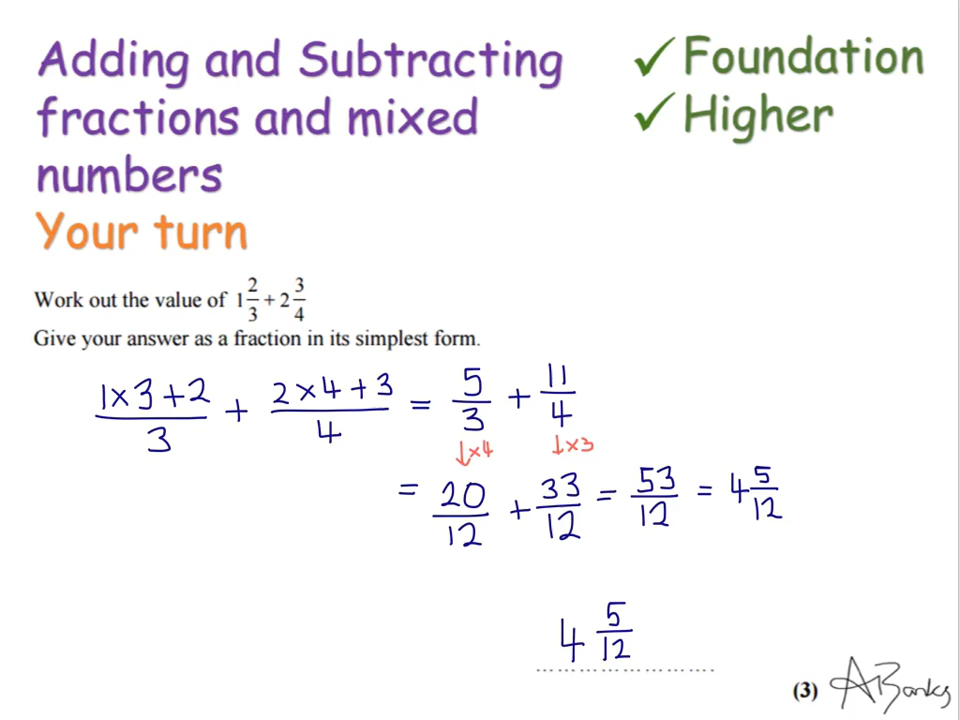 Adding and Subtracting
fractions and mixed
numbers
Your turn
✓ Foundation
✓ Higher
Work out the value of 1 2/3 + 2 3/4
Give your answer as a fraction in its simplest form.
(1×3+2)/3 + (2×4+3)/4 = 5/3 + 11/4
↓×4 ↓×3
= 20/12 + 33/12 = 53/12 = 4 5/12
4 5/12
(3) ABanks